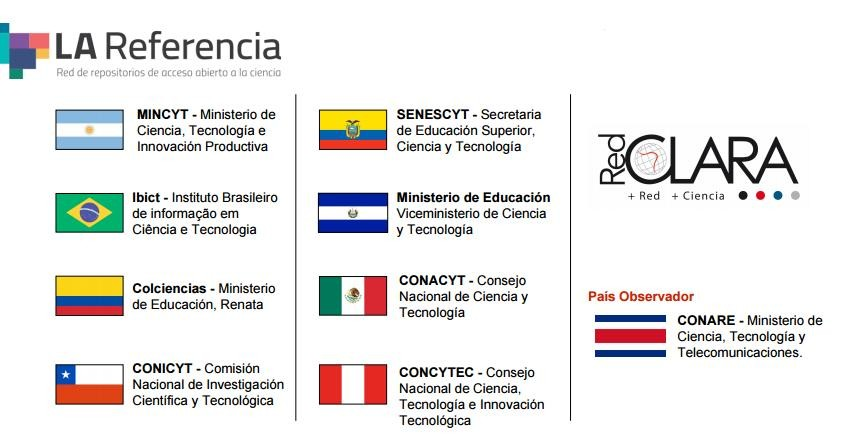 LA Referencia
Red de repositorios de acceso abierto a la ciencia
MINCYT - Ministerio de
Ciencia, Tecnología e
Innovación Productiva
Ibict - Instituto Brasileiro
de informação em
Ciência e Tecnologia
Colciencias - Ministerio
de Educación, Renata
CONICYT - Comisión
Nacional de Investigación
Científica y Tecnológica
SENESCYT - Secretaria
de Educación Superior,
Ciencia y Tecnología
Ministerio de Educación
Viceministerio de Ciencia
y Tecnología
CONACYT - Consejo
Nacional de Ciencia y
Tecnología
CONCYTEC - Consejo
Nacional de Ciencia,
Tecnología e Innovación
Tecnológica
Red CLARA
+ Red + Ciencia
País Observador
CONARE - Ministerio de
Ciencia, Tecnología y
Telecomunicaciones.